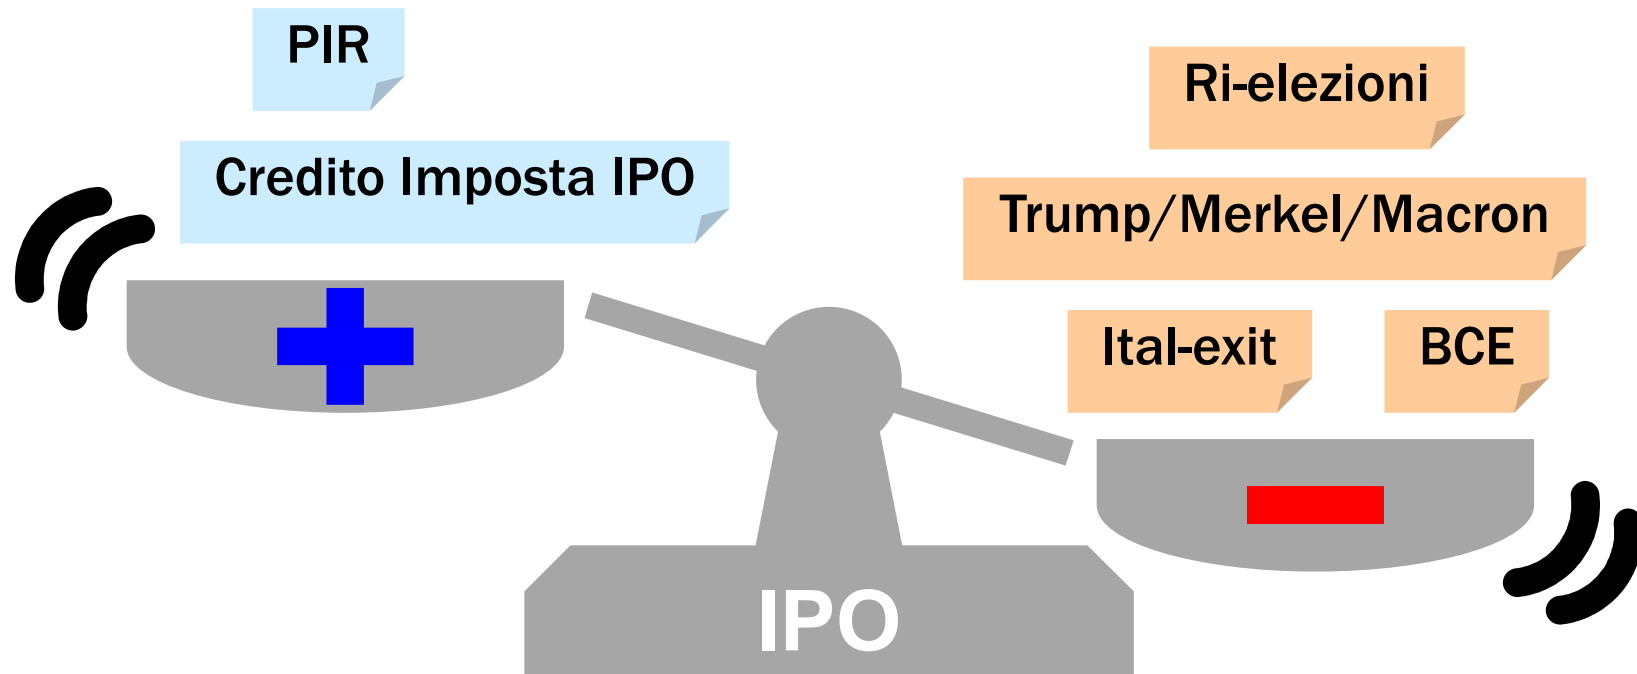 PIR
Credito Imposta IPO
Ri-elezioni
Trump/Merkel/Macron
Ital-exit
BCE
IPO